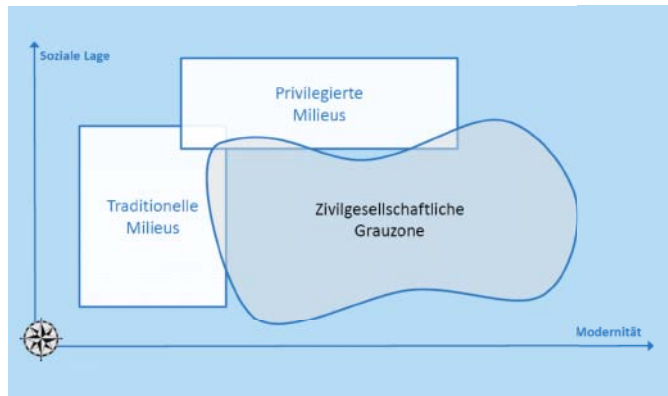 Soziale Lage
Privilegierte
Milieus
Traditionelle
Milieus
Zivilgesellschaftliche
Grauzone
Modernität